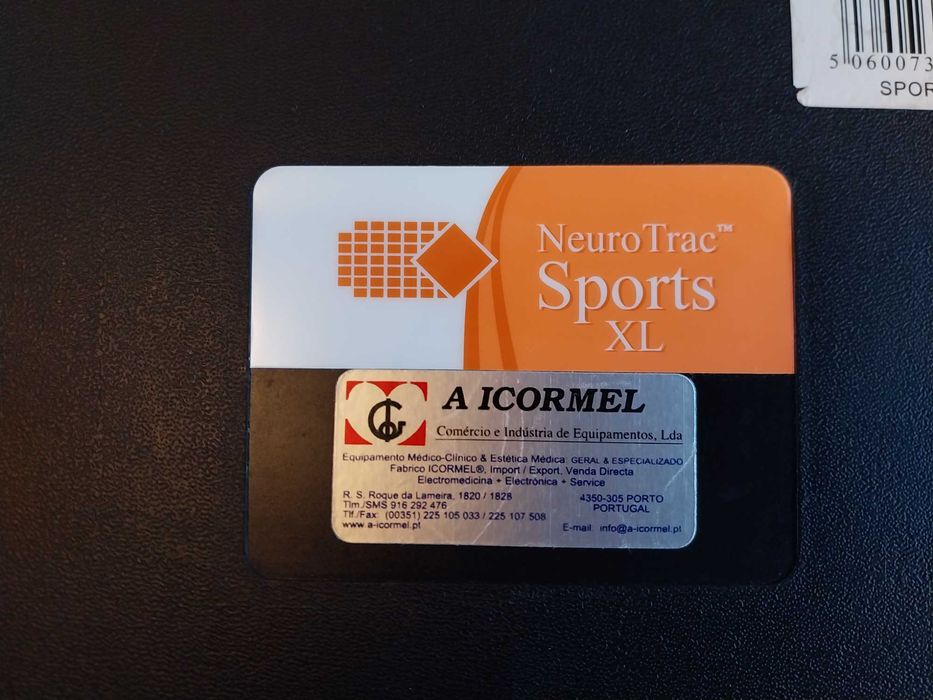 5 060073
SPOR
NeuroTrac™
Sports
XL
A ICORMEL
Comércio e Indústria de Equipamentos, Lda
Equipamento Médico-Clínico & Estética Médica: GERAL & ESPECIALIZADO
Fabrico ICORMEL®, Import / Export, Venda Directa
Electromedicina + Electrónica + Service
R. S. Roque da Lameira, 1820 / 1828
4350-305 PORTO
Tlm./SMS 916 292 476
PORTUGAL
Tlf./Fax: (00351) 225 105 033 / 225 107 508
www.a-icormel.pt
E-mail: info@a-icormel.pt